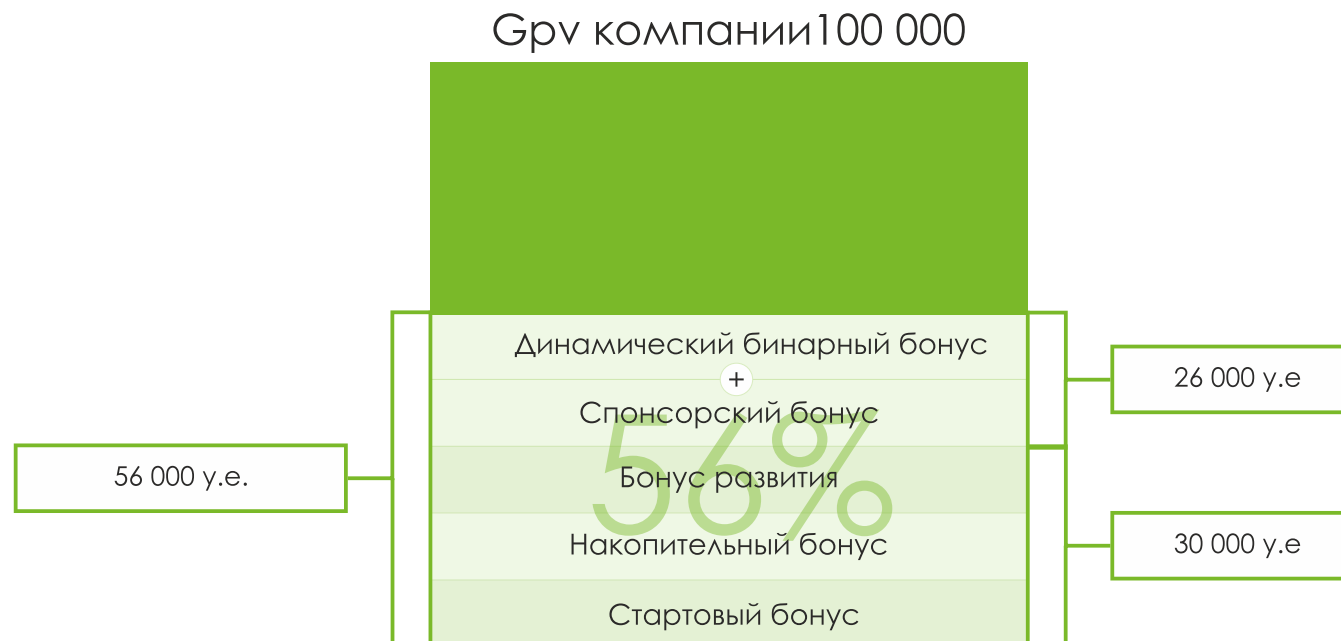 Gpv компании100 000
Динамический бинарный бонус
+
26 000 у.е
Спонсорский бонус
56%
Бонус развития
56 000 у.е.
Накопительный бонус
30 000 у.е
Стартовый бонус